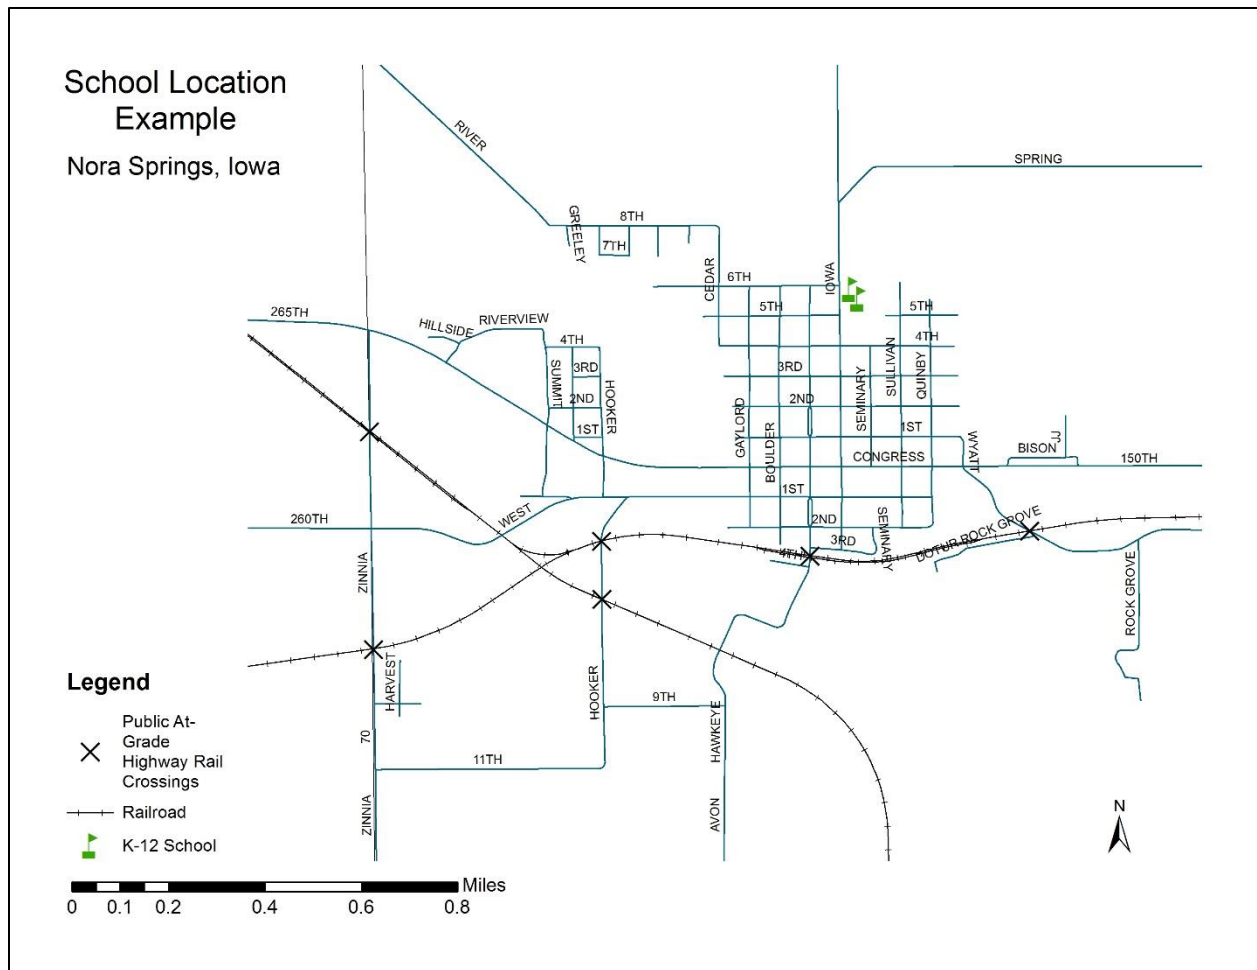 School Location
Example
Nora Springs, Iowa
RIVER
SPRING
GREELEY
8TH
7TH
CEDAR
6TH
IOWA
265TH
HILLSIDE
RIVERVIEW
5TH
5TH
4TH
4TH
SUMMIT
3RD
HOOKER
3RD
SULLIVAN
QUINBY
SEMINARY
2ND
2ND
GAYLORD
BOULDER
1ST
1ST
WYATT
CONGRESS
BISON
JJ
150TH
1ST
WEST
260TH
2ND
SEMINARY
3RD
4TH
DOTUR ROCK GROVE
ZINNIA
ROCK GROVE
HARVEST
HOOKER
9TH
HAWKEYE
70
11TH
ZINNIA
AVON
Legend
Public At-
Grade
Highway Rail
Crossings
Railroad
K-12 School
N
Miles
0 0.1 0.2 0.4 0.6 0.8